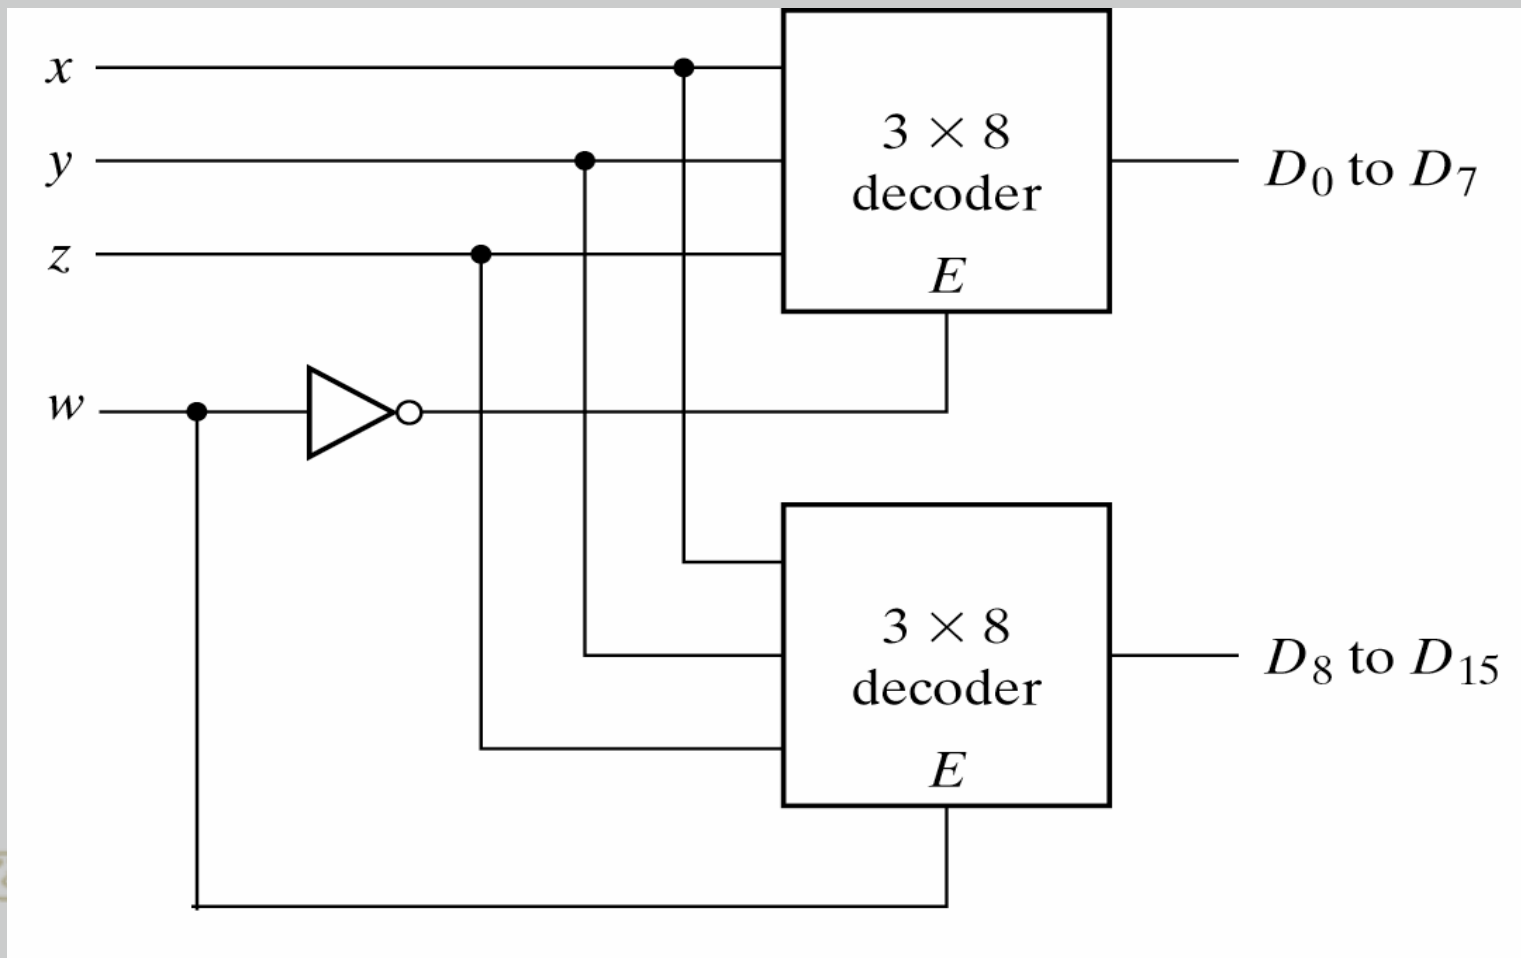 x
y
z
w
3 × 8
decoder
E
D0 to D7
3 × 8
decoder
E
D8 to D15